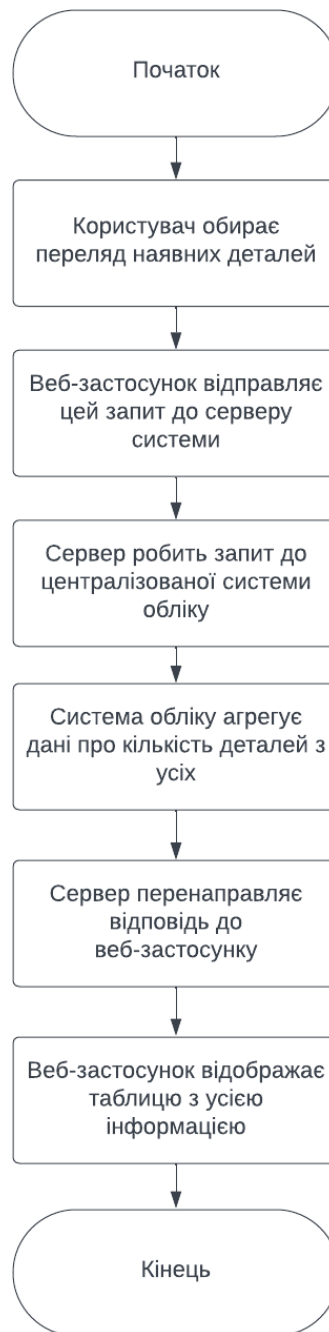 Початок
Користувач обирає
переляд наявних деталей
Веб-застосунок відправляє
цей запит до серверу
системи
Сервер робить запит до
централізованої системи
обліку
Система обліку агрегує
дані про кількість деталей з
усіх
Сервер перенаправляє
відповідь до
веб-застосунку
Веб-застосунок відображає
таблицю з усією
інформацією
Кінець